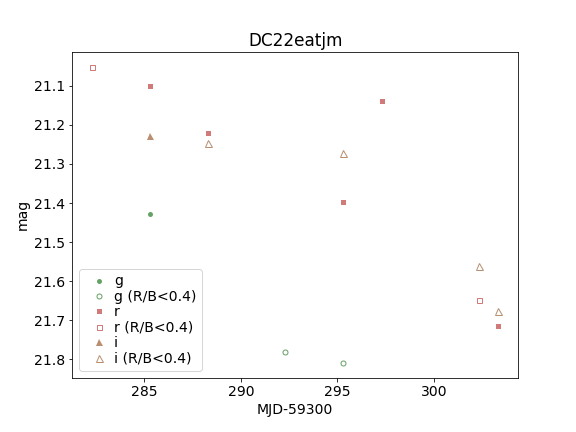 DC22eatjm
21.1
21.2
21.3
21.4
21.5
21.6
21.7
21.8
mag
g
g (R/B<0.4)
r
r (R/B<0.4)
i
i (R/B<0.4)
285
290
295
300
MJD-59300